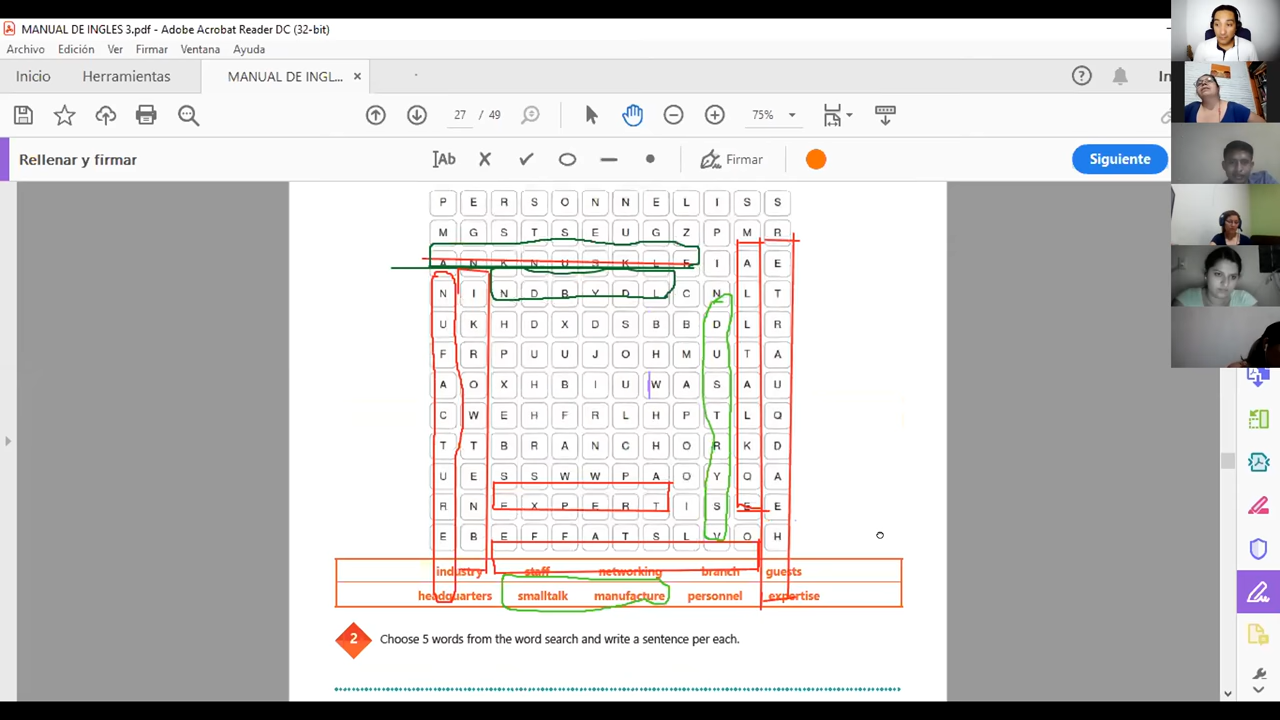 MANUAL DE INGLES 3.pdf - Adobe Acrobat Reader DC (32-bit)
Archivo Edición Ver Firmar Ventana Ayuda
Inicio Herramientas MANUAL DE INGL... ×
27 / 49 75%
Rellenar y firmar Ab Firmar Siguiente
P E R S O N N E L I S S
M G S T S E U G Z P M R
A N K N U S K L E I A E
N I N D B Y D L C N L T
U K H D X D S B B D L R
F R P U U J O H M U T A
A O X H B I U W A S A U
C W E H F R L H P T L Q
T T B R A N C H O R K D
U E S S W W P A O Y Q A
R N E X P E R T I S E E
E B E F F A T S L V O H
industry staff networking branch guests
headquarters smalltalk manufacture personnel expertise
2 Choose 5 words from the word search and write a sentence per each.